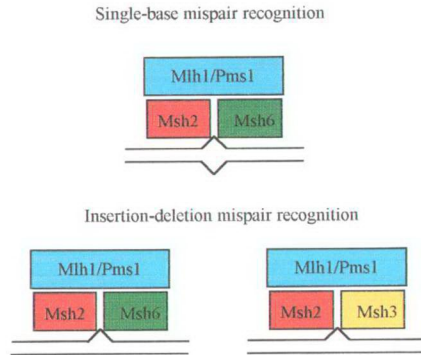 Single-base mispair recognition
Mlh1/Pms1
Msh2 Msh6
Insertion-deletion mispair recognition
Mlh1/Pms1 Mlh1/Pms1
Msh2 Msh6 Msh2 Msh3